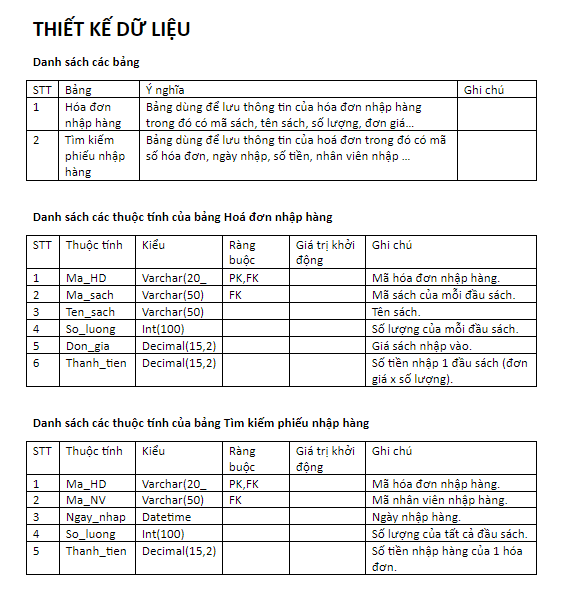 THIẾT KẾ DỮ LIỆU
Danh sách các bảng
STT Bảng Ý nghĩa Ghi chú
1 Hóa đơn nhập hàng Bảng dùng để lưu thông tin của hóa đơn nhập hàng trong đó có mã sách, tên sách, số lượng, đơn giá...
2 Tìm kiếm phiếu nhập hàng Bảng dùng để lưu thông tin của hoá đơn trong đó có mã số hóa đơn, ngày nhập, số tiền, nhân viên nhập ...
Danh sách các thuộc tính của bảng Hoá đơn nhập hàng
STT Thuộc tính Kiểu Ràng buộc Giá trị khởi động Ghi chú
1 Ma_HD Varchar(20_ PK,FK Mã hóa đơn nhập hàng.
2 Ma_sach Varchar(50) FK Mã sách của mỗi đầu sách.
3 Ten_sach Varchar(50) Tên sách.
4 So_luong Int(100) Số lượng của mỗi đầu sách.
5 Don_gia Decimal(15,2) Giá sách nhập vào.
6 Thanh_tien Decimal(15,2) Số tiền nhập 1 đầu sách (đơn giá x số lượng).
Danh sách các thuộc tính của bảng Tìm kiếm phiếu nhập hàng
STT Thuộc tính Kiểu Ràng buộc Giá trị khởi động Ghi chú
1 Ma_HD Varchar(20_ PK,FK Mã hóa đơn nhập hàng.
2 Ma_NV Varchar(50) FK Mã nhân viên nhập hàng.
3 Ngay_nhap Datetime Ngày nhập hàng.
4 So_luong Int(100) Số lượng của tất cả đầu sách.
5 Thanh_tien Decimal(15,2) Số tiền nhập hàng của 1 hóa đơn.